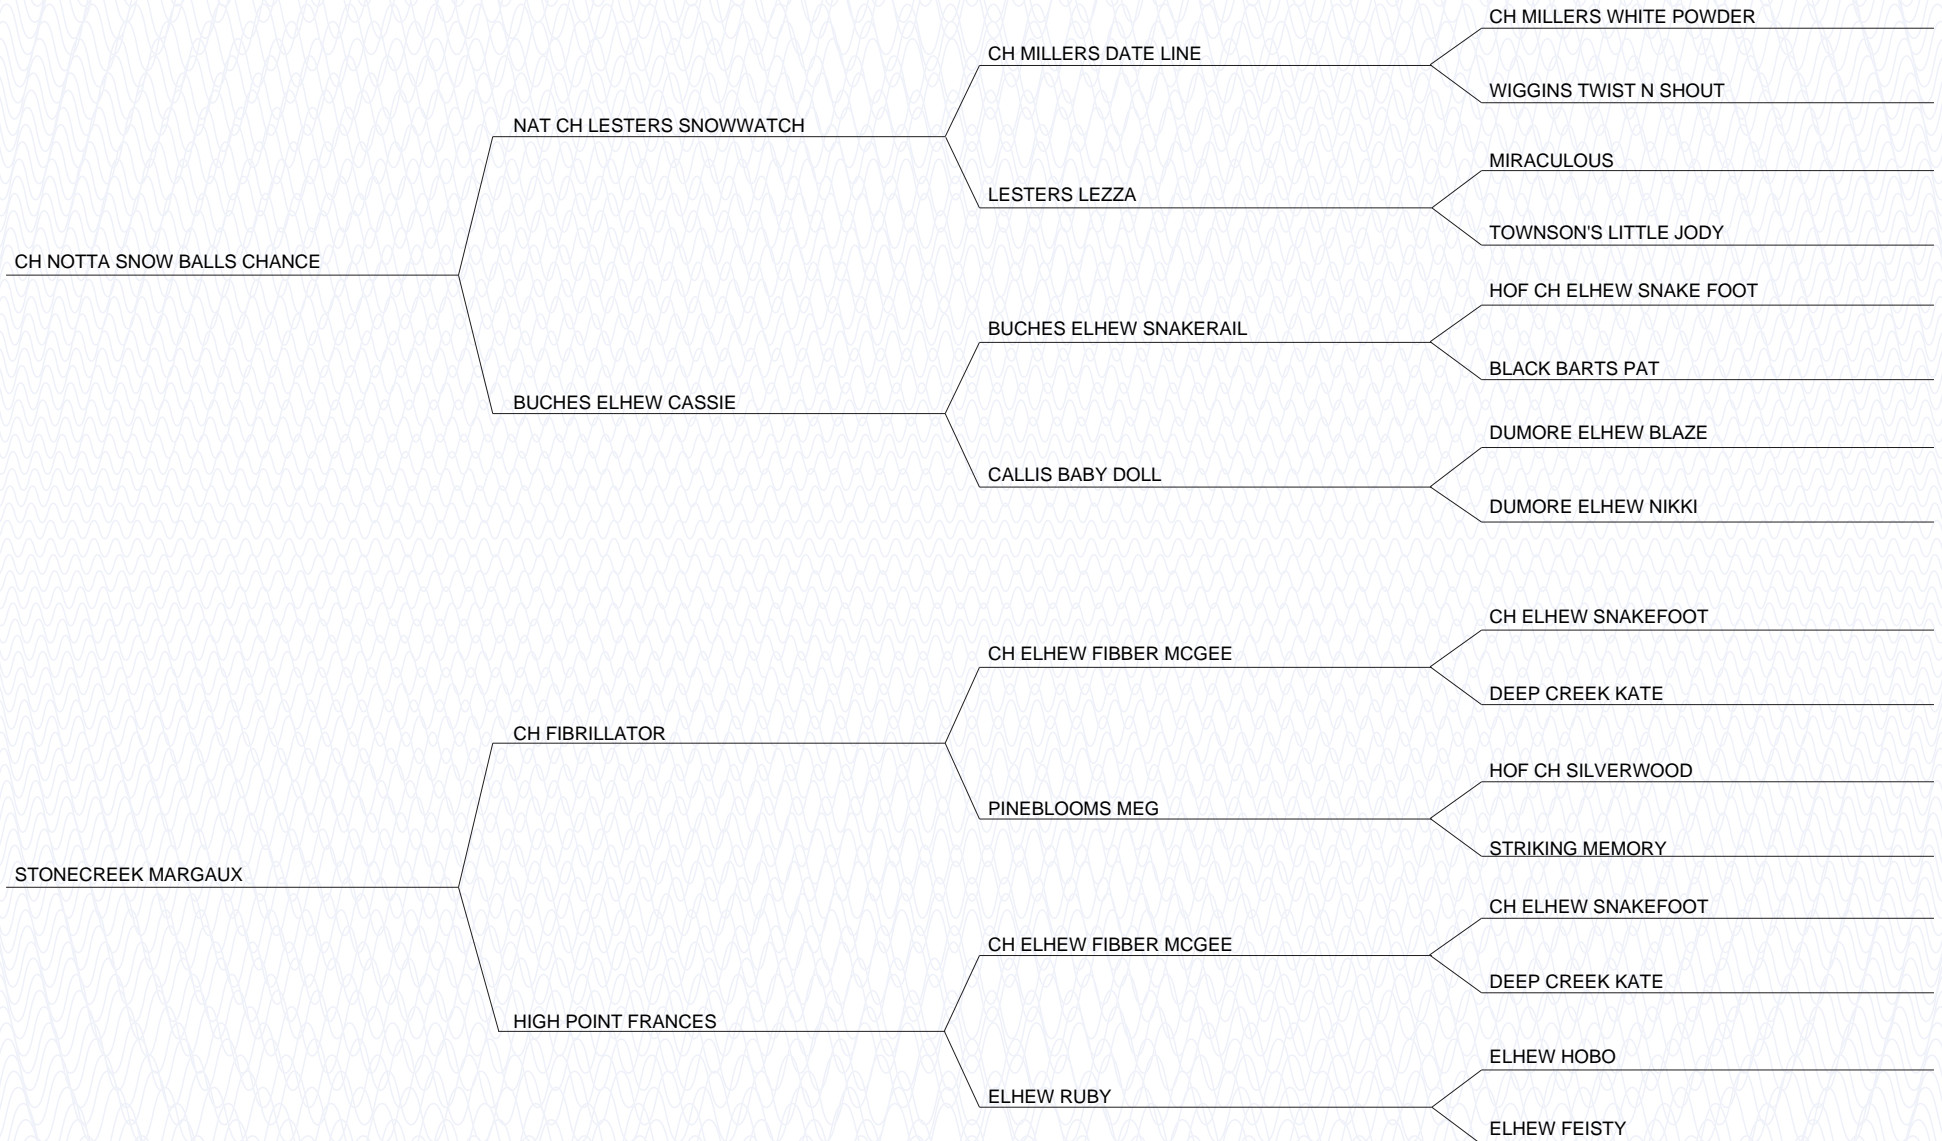 CH MILLERS WHITE POWDER
CH MILLERS DATE LINE
WIGGINS TWIST N SHOUT
NAT CH LESTERS SNOWWATCH
MIRACULOUS
LESTERS LEZZA
TOWNSON'S LITTLE JODY
CH NOTTA SNOW BALLS CHANCE
HOF CH ELHEW SNAKE FOOT
BUCHES ELHEW SNAKERAIL
BLACK BARTS PAT
BUCHES ELHEW CASSIE
DUMORE ELHEW BLAZE
CALLIS BABY DOLL
DUMORE ELHEW NIKKI
CH ELHEW SNAKEFOOT
CH ELHEW FIBBER MCGEE
DEEP CREEK KATE
CH FIBRILLATOR
HOF CH SILVERWOOD
PINEBLOOMS MEG
STRIKING MEMORY
STONECREEK MARGAUX
CH ELHEW SNAKEFOOT
CH ELHEW FIBBER MCGEE
DEEP CREEK KATE
HIGH POINT FRANCES
ELHEW HOBO
ELHEW RUBY
ELHEW FEISTY